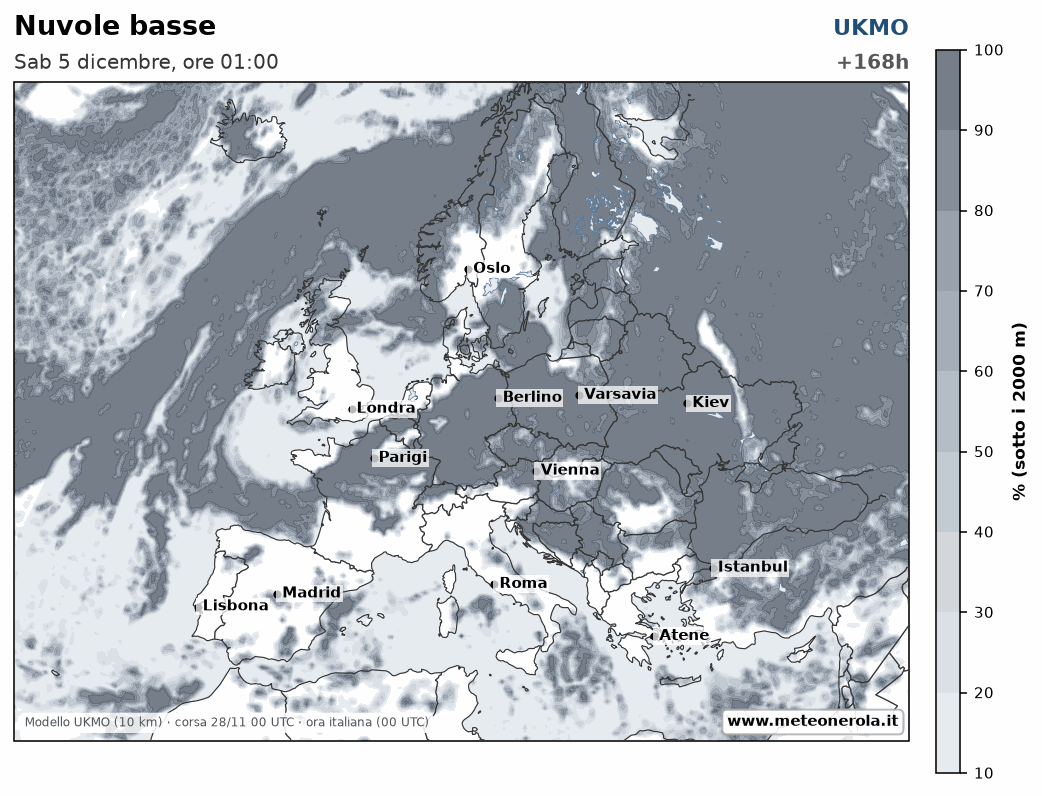 Nuvole basse
UKMO
Sab 5 dicembre, ore 01:00
+168h
100
90
80
70
60
50
40
30
20
10
% (sotto i 2000 m)
Oslo
Londra
Berlino
Varsavia
Kiev
Parigi
Vienna
Istanbul
Roma
Madrid
Lisbona
Atene
Modello UKMO (10 km) · corsa 28/11 00 UTC · ora italiana (00 UTC)
www.meteonerola.it